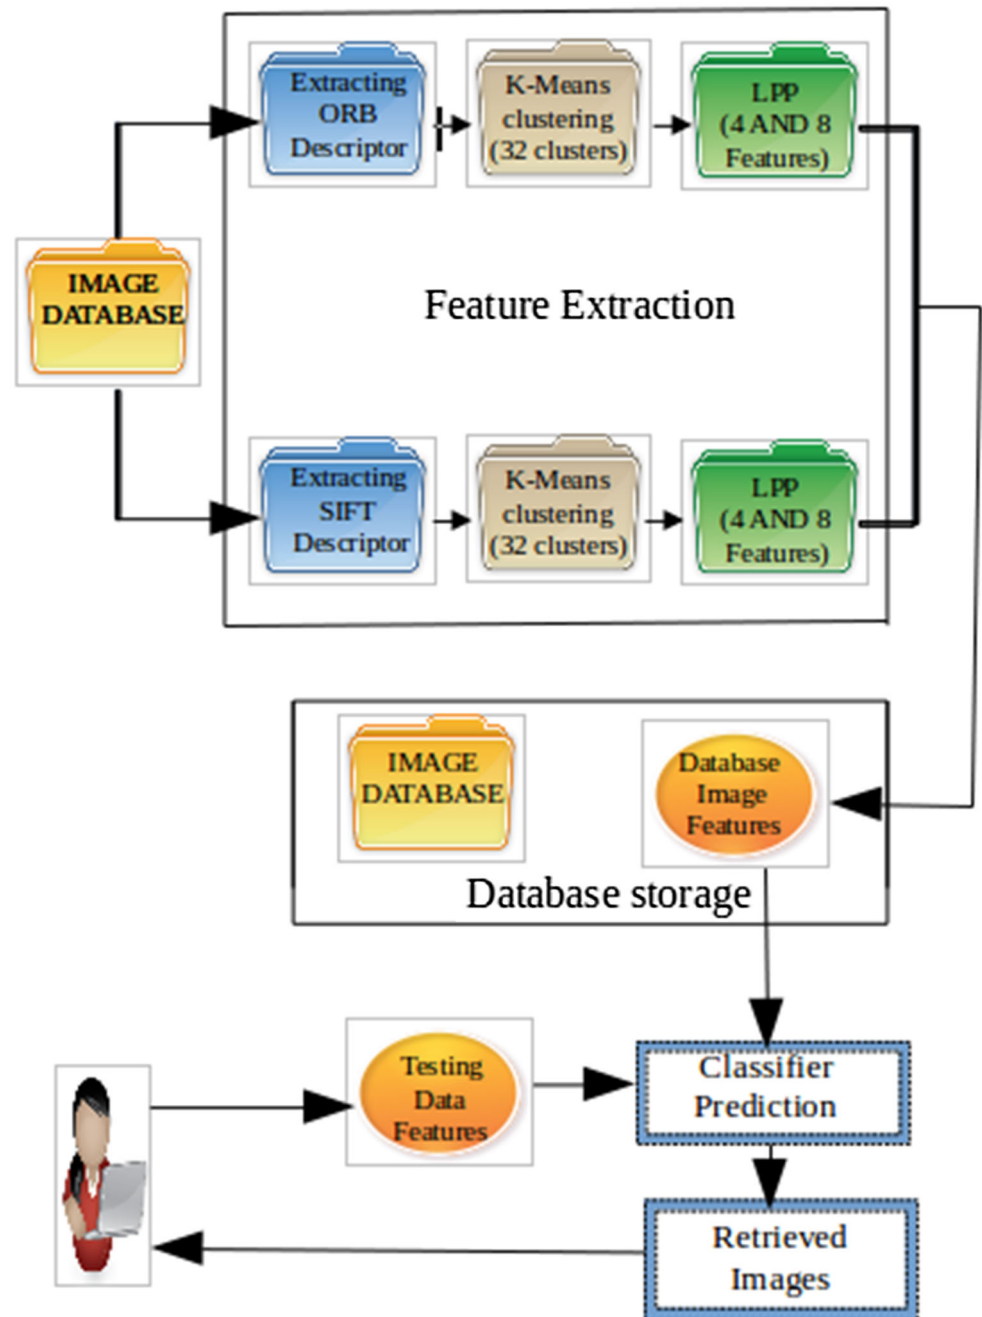 Extracting
ORB
Descriptor
K-Means
clustering
(32 clusters)
LPP
(4 AND 8
Features)
IMAGE
DATABASE
Feature Extraction
Extracting
SIFT
Descriptor
K-Means
clustering
(32 clusters)
LPP
(4 AND 8
Features)
IMAGE
DATABASE
Database
Image
Features
Database storage
Testing
Data
Features
Classifier
Prediction
Retrieved
Images